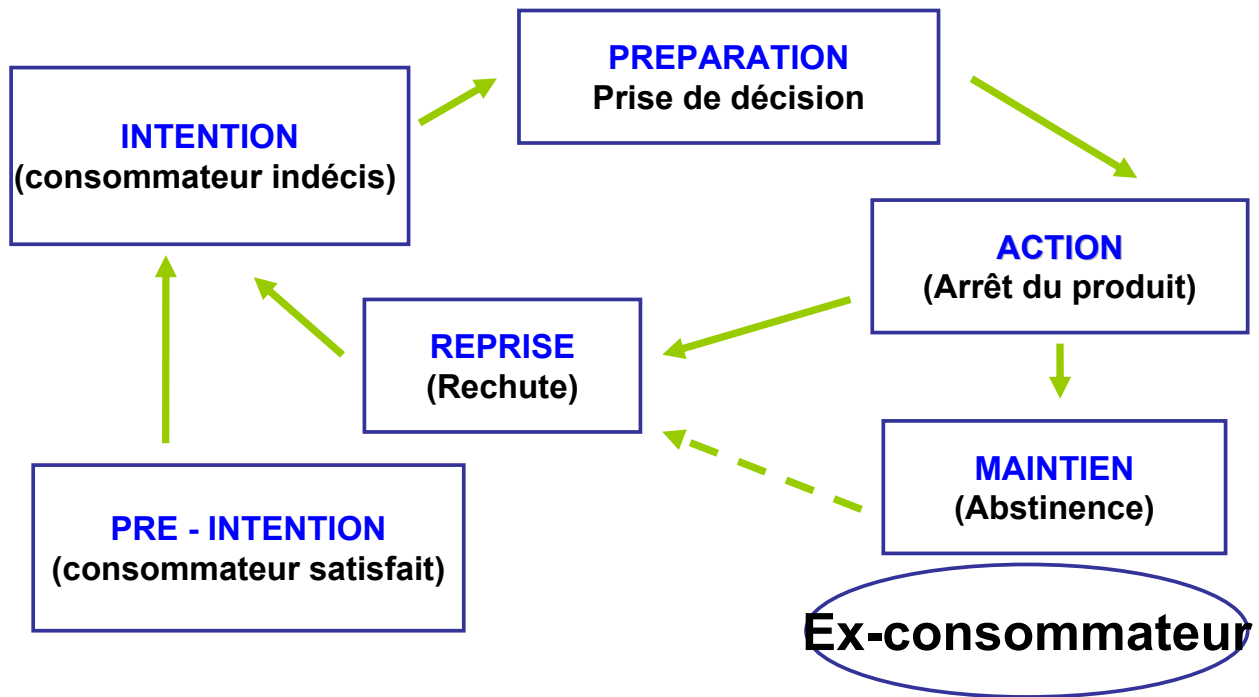 PREPARATION
Prise de décision
INTENTION
(consommateur indécis)
ACTION
(Arrêt du produit)
REPRISE
(Rechute)
MAINTIEN
(Abstinence)
PRE - INTENTION
(consommateur satisfait)
Ex-consommateur